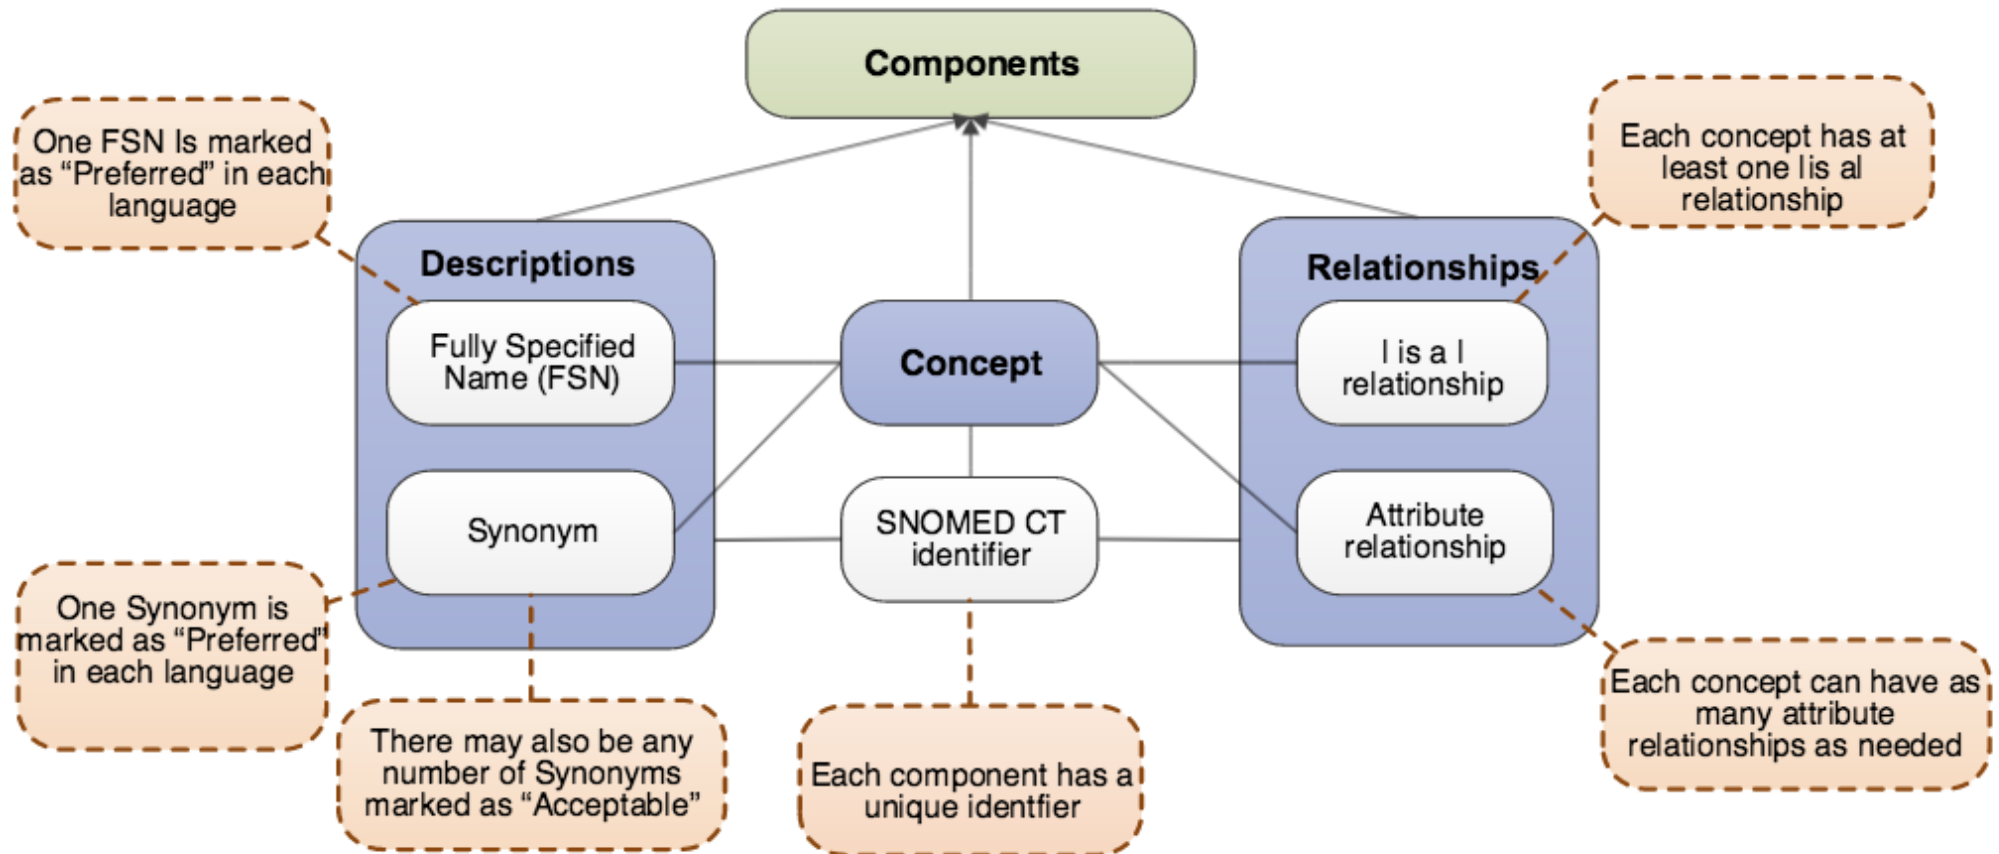 Components
One FSN Is marked
as “Preferred” in each
language
Each concept has at
least one |is a|
relationship
Descriptions
Fully Specified
Name (FSN)
Synonym
Concept
SNOMED CT
identifier
Relationships
| is a |
relationship
Attribute
relationship
One Synonym is
marked as “Preferred”
in each language
There may also be any
number of Synonyms
marked as “Acceptable”
Each component has a
unique identfier
Each concept can have as
many attribute
relationships as needed